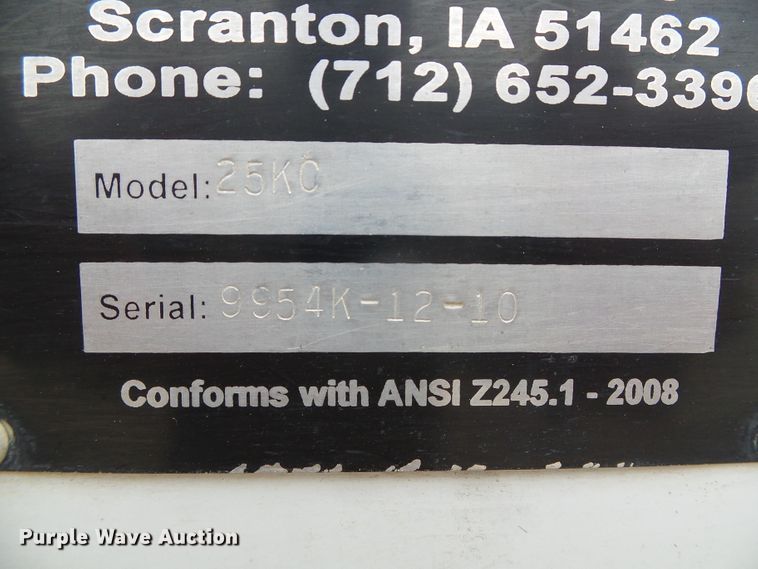 Scranton, IA 51462
Phone: (712) 652-3396
Model: 25KC
Serial: 9954K-12-10
Conforms with ANSI Z245.1 - 2008
Purple Wave Auction